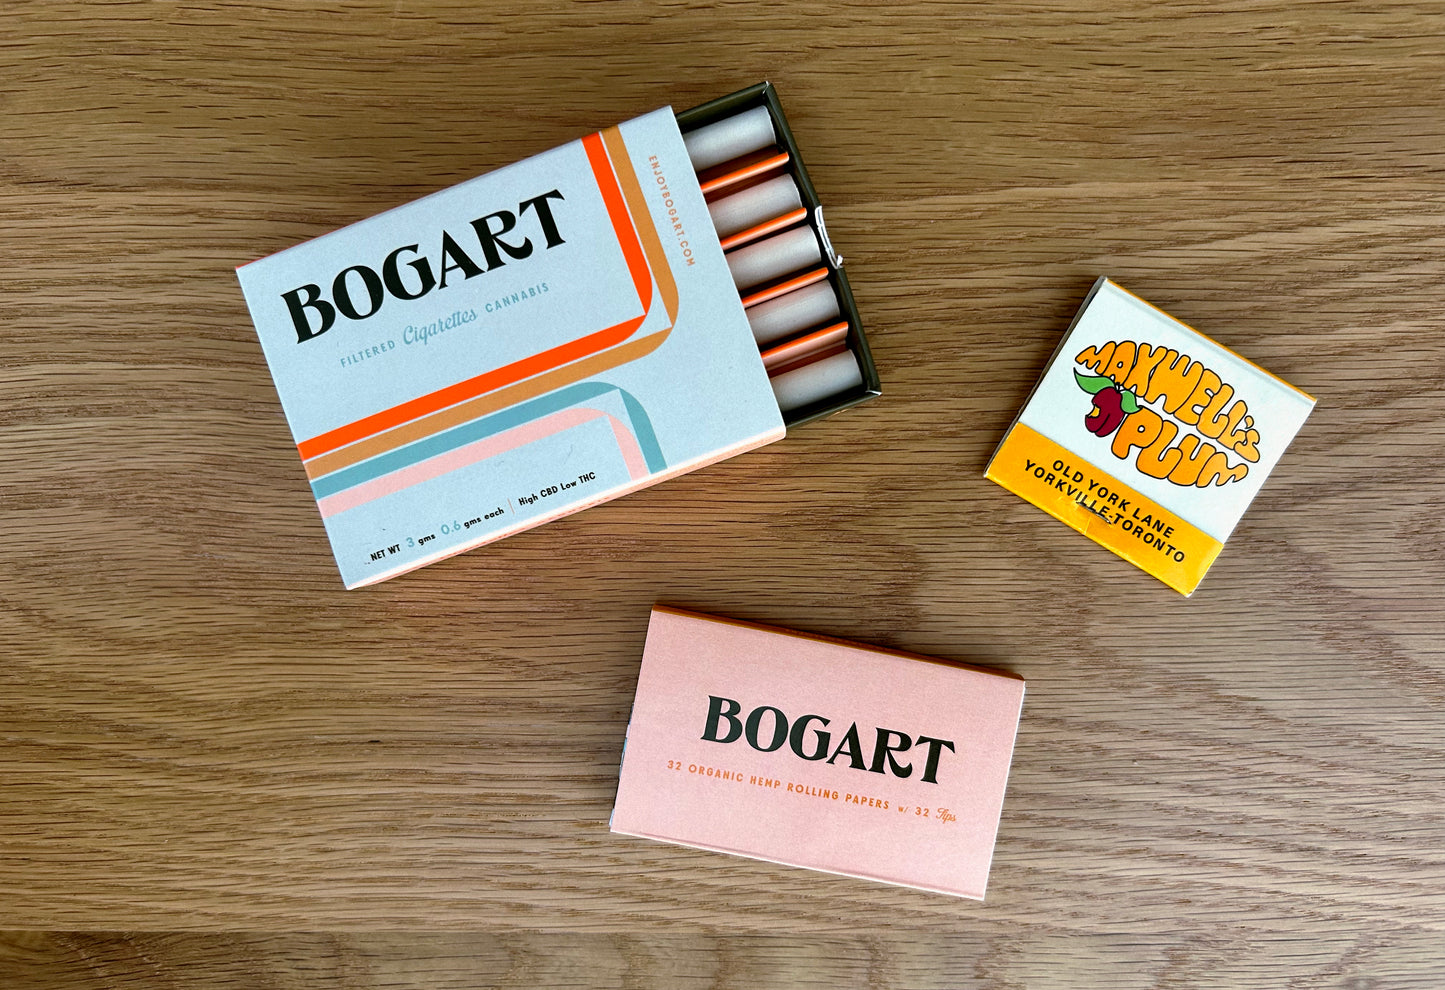 BOGART
FILTERED Cigarettes CANNABIS
ENJOYBOGART.COM
NET WT 3 gms 0.6 gms each | High CBD Low THC
MAXWELL'S
PLUM
OLD YORK LANE
YORKVILLE-TORONTO
BOGART
32 ORGANIC HEMP ROLLING PAPERS w/ 32 Tips